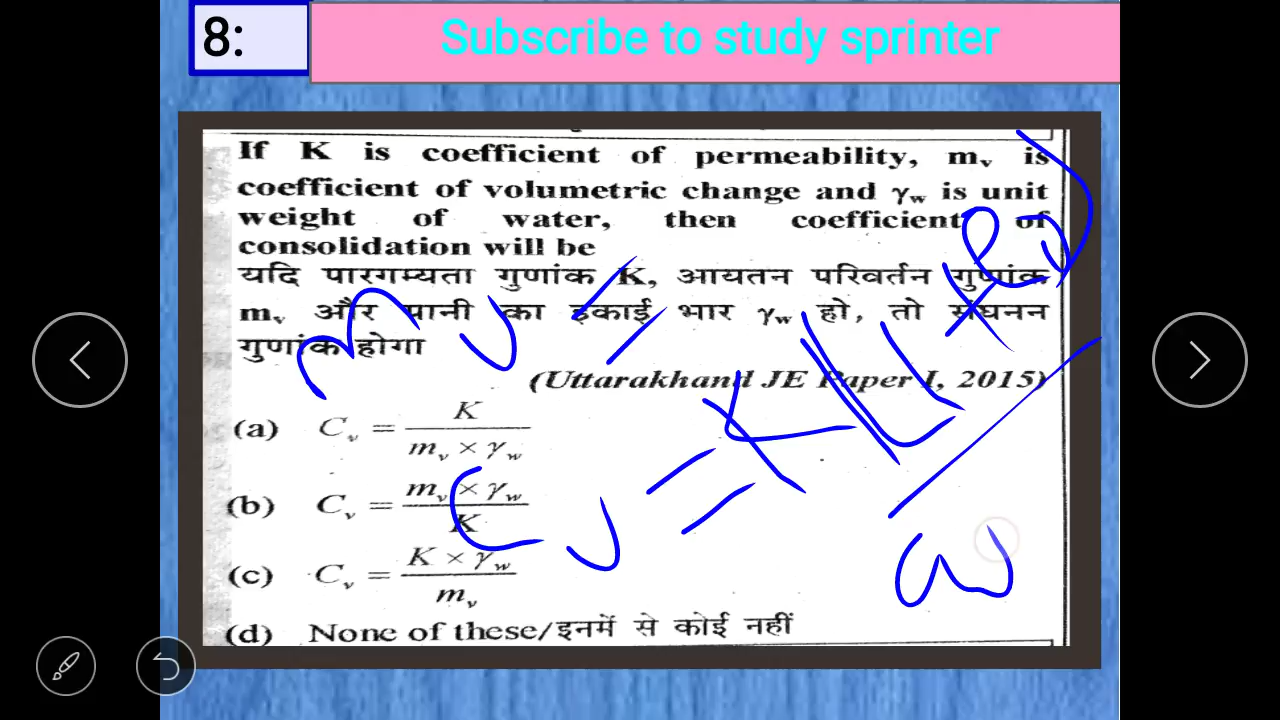 8:
Subscribe to study sprinter
If K is coefficient of permeability, mᵥ is
coefficient of volumetric change and γw is unit
weight of water, then coefficient of
consolidation will be
यदि पारगम्यता गुणांक K, आयतन परिवर्तन गुणांक
mᵥ और पानी का इकाई भार γw हो, तो संघनन
गुणांक होगा
(Uttarakhand JE Paper I, 2015)
(a) Cᵥ = K / mᵥ × γw
(b) Cᵥ = mᵥ × γw / K
(c) Cᵥ = K × γw / mᵥ
(d) None of these/इनमें से कोई नहीं